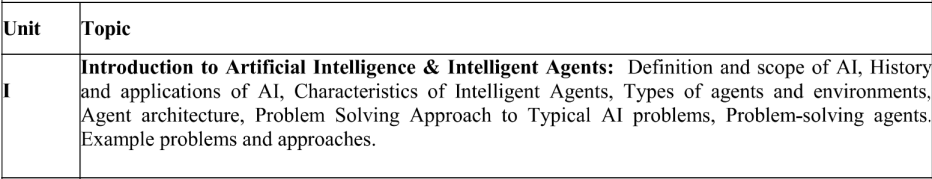 Unit Topic
Introduction to Artificial Intelligence & Intelligent Agents: Definition and scope of AI, History
I and applications of AI, Characteristics of Intelligent Agents, Types of agents and environments,
Agent architecture, Problem Solving Approach to Typical AI problems, Problem-solving agents.
Example problems and approaches.